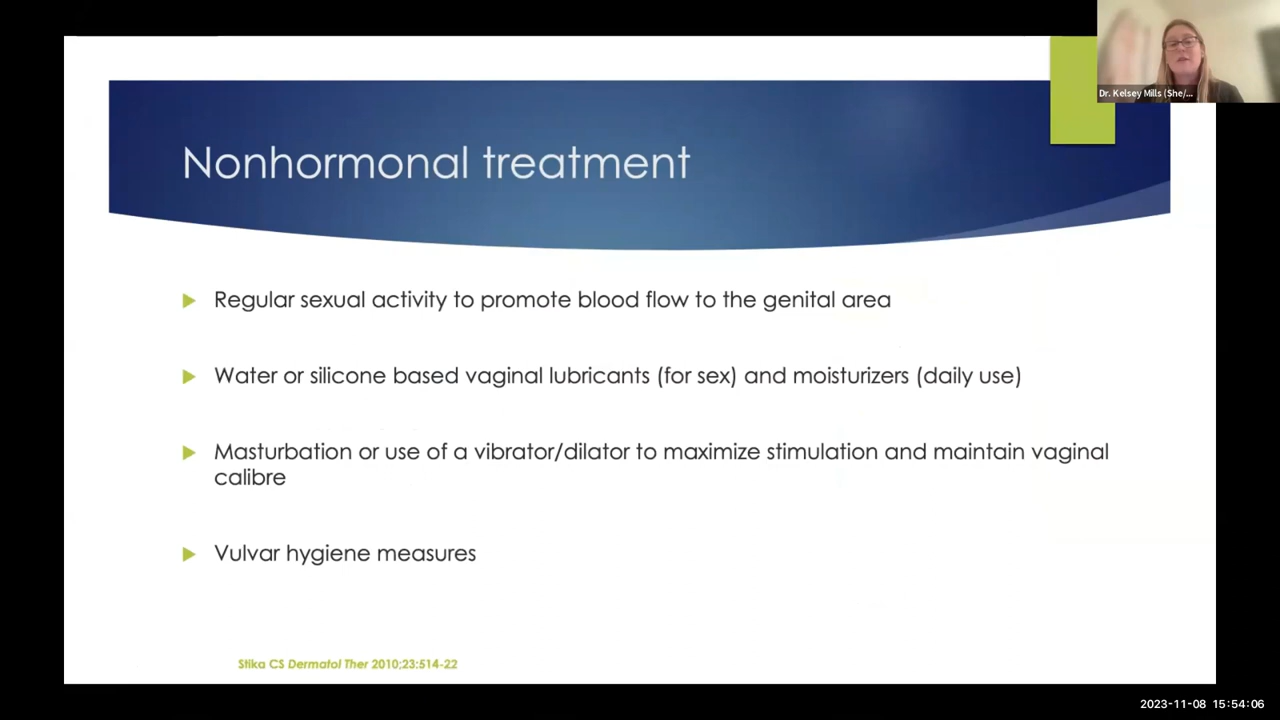 Dr. Kelsey Mills (She/...
Nonhormonal treatment
Regular sexual activity to promote blood flow to the genital area
Water or silicone based vaginal lubricants (for sex) and moisturizers (daily use)
Masturbation or use of a vibrator/dilator to maximize stimulation and maintain vaginal
calibre
Vulvar hygiene measures
Stika CS Dermatol Ther 2010;23:514-22
2023-11-08 15:54:06